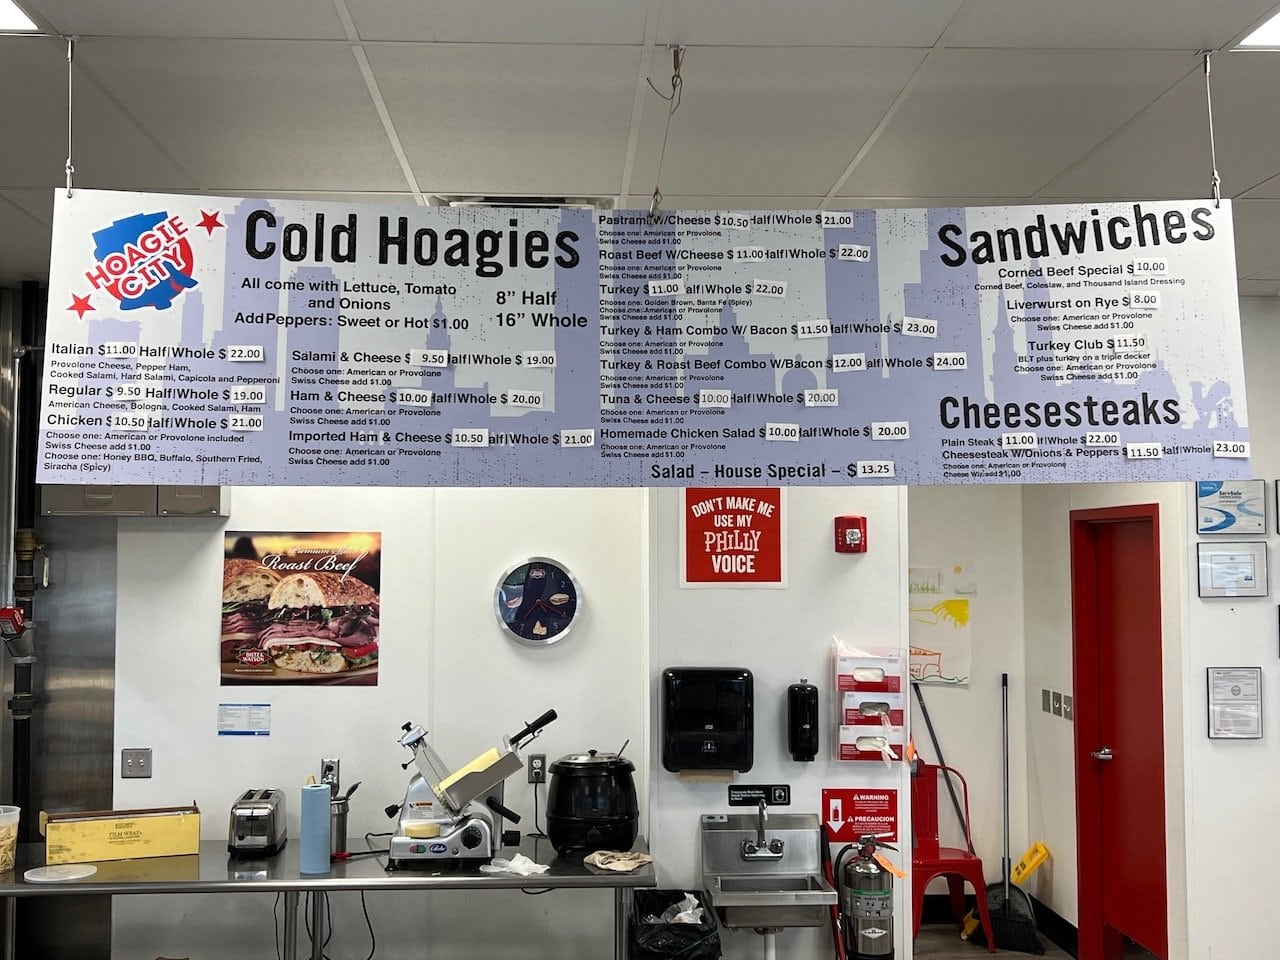 HOAGIE
CITY
Cold Hoagies
All come with Lettuce, Tomato
and Onions
Add Peppers: Sweet or Hot $1.00
8" Half
16" Whole
Italian $11.00 Half|Whole $ 22.00
Provolone Cheese, Pepper Ham,
Cooked Salami, Hard Salami, Capicola and Pepperoni
Regular $ 9.50 Half|Whole $ 19.00
American Cheese, Bologna, Cooked Salami, Ham
Chicken $ 10.50 Half|Whole $ 21.00
Choose one: American or Provolone included
Swiss Cheese add $1.00
Choose one: Honey BBQ, Buffalo, Southern Fried,
Siracha (Spicy)
Salami & Cheese $ 9.50 Half|Whole $ 19.00
Choose one: American or Provolone
Swiss Cheese add $1.00
Ham & Cheese $ 10.00 Half|Whole $ 20.00
Choose one: American or Provolone
Swiss Cheese add $1.00
Imported Ham & Cheese $ 10.50 alf|Whole $ 21.00
Choose one: American or Provolone
Swiss Cheese add $1.00
Pastrami W/Cheese $10.50 Half|Whole $ 21.00
Choose one: American or Provolone
Swiss Cheese add $1.00
Roast Beef W/Cheese $ 11.00 Half|Whole $ 22.00
Choose one: American or Provolone
Swiss Cheese add $1.00
Turkey $ 11.00 Half|Whole $ 22.00
Choose one: Golden Brown, Santa Fe (Spicy)
Choose one: American or Provolone
Swiss Cheese add $1.00
Turkey & Ham Combo W/ Bacon $ 11.50 Half|Whole $ 23.00
Choose one: American or Provolone
Swiss Cheese add $1.00
Turkey & Roast Beef Combo W/Bacon $ 12.00 alf|Whole $ 24.00
Choose one: American or Provolone
Swiss Cheese add $1.00
Tuna & Cheese $ 10.00 Half|Whole $ 20.00
Choose one: American or Provolone
Swiss Cheese add $1.00
Homemade Chicken Salad $ 10.00 Half|Whole $ 20.00
Choose one: American or Provolone
Swiss Cheese add $1.00
Salad – House Special – $ 13.25
Sandwiches
Corned Beef Special $ 10.00
Corned Beef, Coleslaw, and Thousand Island Dressing
Liverwurst on Rye $ 8.00
Choose one: American or Provolone
Swiss Cheese add $1.00
Turkey Club $ 11.50
BLT plus turkey on a triple decker
Choose one: American or Provolone
Swiss Cheese add $1.00
Cheesesteaks
Plain Steak $ 11.00 lf|Whole $ 22.00
Cheesesteak W/Onions & Peppers $ 11.50 Half|Whole $ 23.00
Choose one: American or Provolone
Cheese Wiz add $1.00
Roast Beef
DIETZ & WATSON
DON'T MAKE ME
USE MY
PHILLY
VOICE
ServSafe
FILM WRAP
WARNING
PRECAUCION